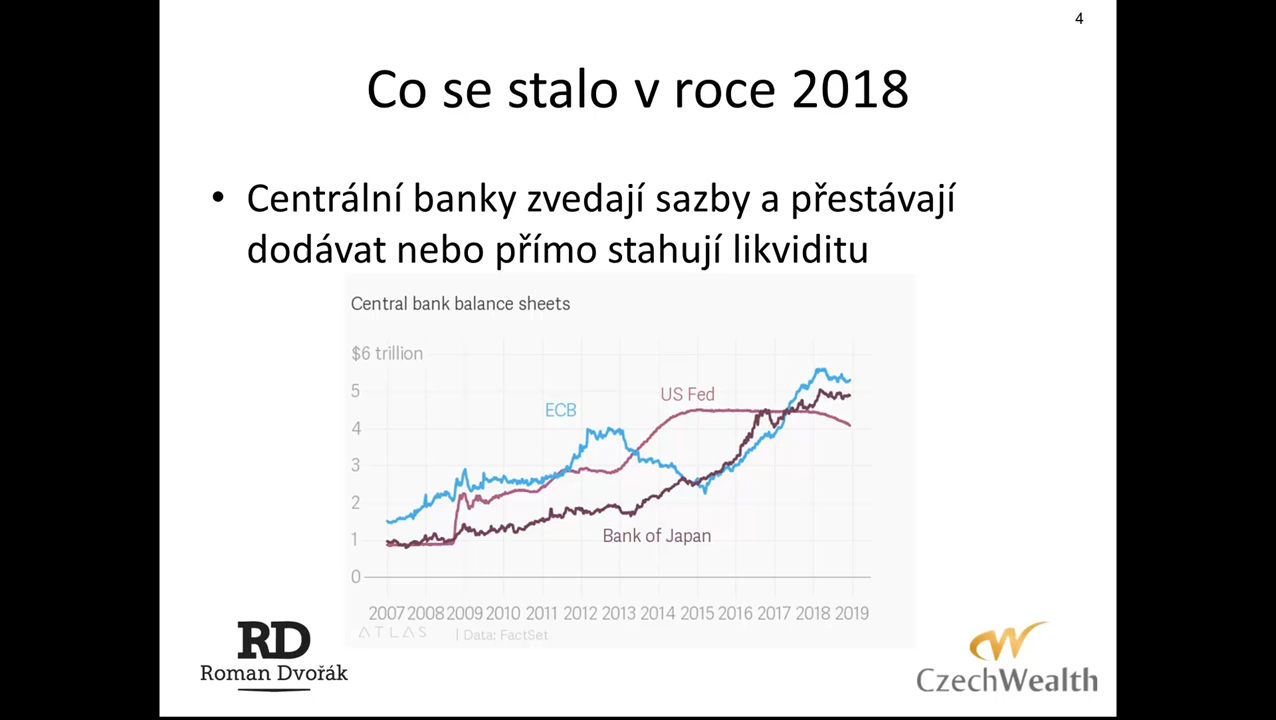 4
Co se stalo v roce 2018
• Centrální banky zvedají sazby a přestávají
dodávat nebo přímo stahují likviditu
Central bank balance sheets
$6 trillion
5
4
3
2
1
0
ECB
US Fed
Bank of Japan
2007 2008 2009 2010 2011 2012 2013 2014 2015 2016 2017 2018 2019
ATLAS | Data: FactSet
RD
Roman Dvořák
CzechWealth